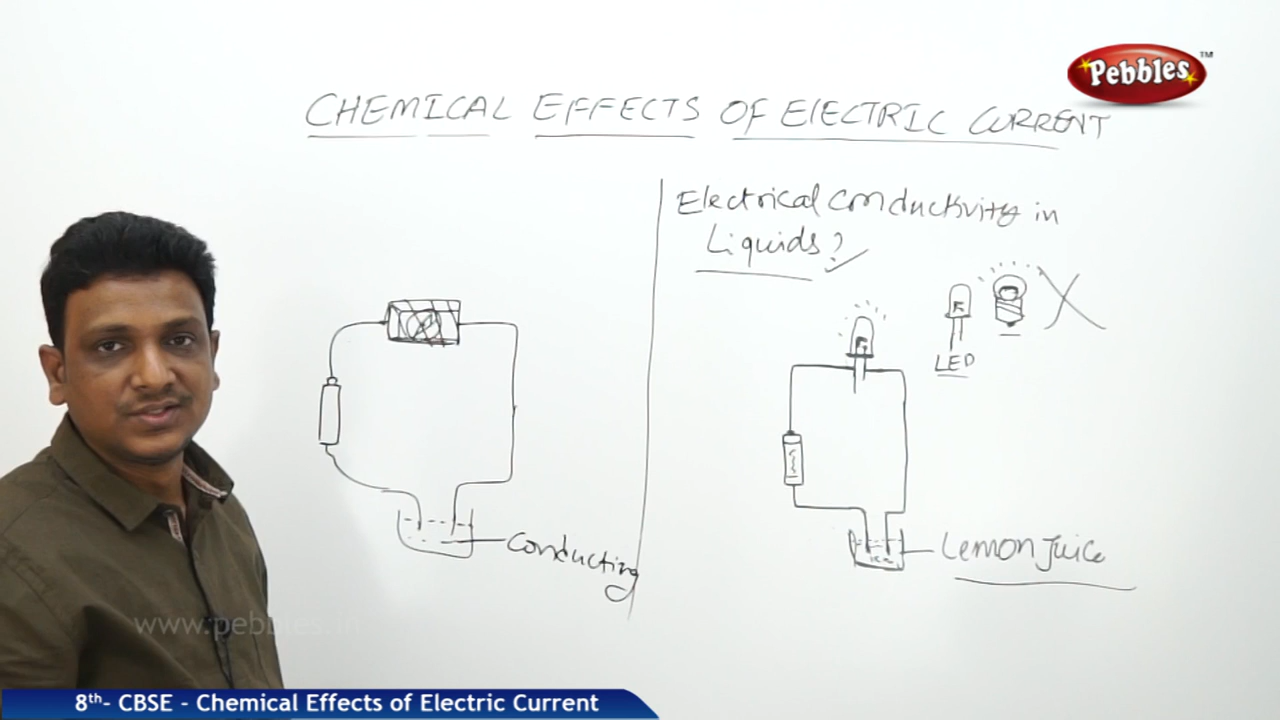 Pebbles™
CHEMICAL EFFECTS OF ELECTRIC CURRENT
Electrical conductivity in
Liquids?
LED
Conducting
Lemon Juice
www.pebbles.in
8th- CBSE - Chemical Effects of Electric Current